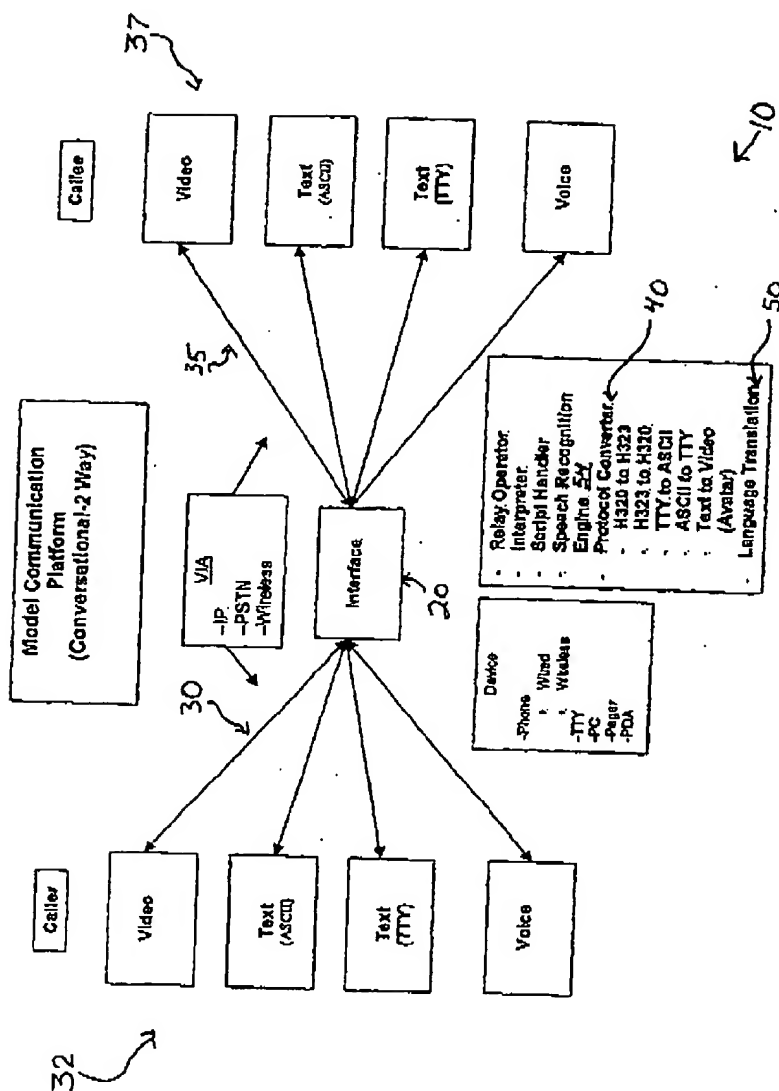 Model Communication
Platform
(Conversational-2 Way)
Caller
Callee
37
32
VIA
-IP
-PSTN
-Wireless
30
35
Video
Text
(ASCII)
Text
(TTY)
Voice
Interface
20
Video
Text
(ASCII)
Text
(TTY)
Voice
Device
-Phone
Wired
Wireless
-TTY
-PC
-Pager
-PDA
- Relay Operator
- Interpreter
- Script Handler
- Speech Recognition
Engine 54
- Protocol Converter
- H320 to H323
- H323 to H320
- TTY to ASCII
- ASCII to TTY
- Text to Video
(Avatar)
- Language Translation
40
50
10